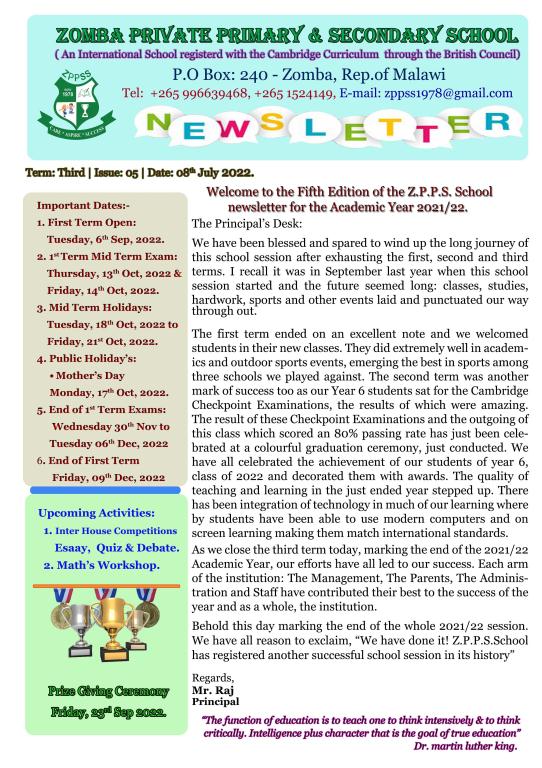 ZOMBA PRIVATE PRIMARY & SECONDARY SCHOOL
( An International School registerd with the Cambridge Curriculum through the British Council)
ZPPSS
1978
CARE * ASPIRE * SUCCESS
P.O Box: 240 - Zomba, Rep.of Malawi
Tel: +265 996639468, +265 1524149, E-mail: zppss1978@gmail.com
NEWSLETTER
Term: Third | Issue: 05 | Date: 08th July 2022.
Important Dates:-
1. First Term Open:
Tuesday, 6th Sep, 2022.
2. 1st Term Mid Term Exam:
Thursday, 13th Oct, 2022 &
Friday, 14th Oct, 2022.
3. Mid Term Holidays:
Tuesday, 18th Oct, 2022 to
Friday, 21st Oct, 2022.
4. Public Holiday's:
• Mother's Day
Monday, 17th Oct, 2022.
5. End of 1st Term Exams:
Wednesday 30th Nov to
Tuesday 06th Dec, 2022
6. End of First Term
Friday, 09th Dec, 2022
Upcoming Activities:
1. Inter House Competitions
Esaay, Quiz & Debate.
2. Math's Workshop.
Prize Giving Ceremony
Friday, 23rd Sep 2022.
Welcome to the Fifth Edition of the Z.P.P.S. School
newsletter for the Academic Year 2021/22.
The Principal's Desk:
We have been blessed and spared to wind up the long journey of
this school session after exhausting the first, second and third
terms. I recall it was in September last year when this school
session started and the future seemed long: classes, studies,
hardwork, sports and other events laid and punctuated our way
through out.
The first term ended on an excellent note and we welcomed
students in their new classes. They did extremely well in academ-
ics and outdoor sports events, emerging the best in sports among
three schools we played against. The second term was another
mark of success too as our Year 6 students sat for the Cambridge
Checkpoint Examinations, the results of which were amazing.
The result of these Checkpoint Examinations and the outgoing of
this class which scored an 80% passing rate has just been cele-
brated at a colourful graduation ceremony, just conducted. We
have all celebrated the achievement of our students of year 6,
class of 2022 and decorated them with awards. The quality of
teaching and learning in the just ended year stepped up. There
has been integration of technology in much of our learning where
by students have been able to use modern computers and on
screen learning making them match international standards.
As we close the third term today, marking the end of the 2021/22
Academic Year, our efforts have all led to our success. Each arm
of the institution: The Management, The Parents, The Adminis-
tration and Staff have contributed their best to the success of the
year and as a whole, the institution.
Behold this day marking the end of the whole 2021/22 session.
We have all reason to exclaim, "We have done it! Z.P.P.S.School
has registered another successful school session in its history"
Regards,
Mr. Raj
Principal
"The function of education is to teach one to think intensively & to think
critically. Intelligence plus character that is the goal of true education"
Dr. martin luther king.